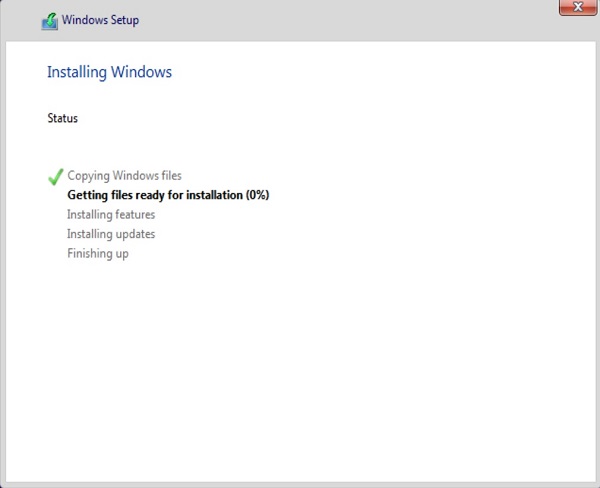 Windows Setup
Installing Windows
Status
Copying Windows files
Getting files ready for installation (0%)
Installing features
Installing updates
Finishing up